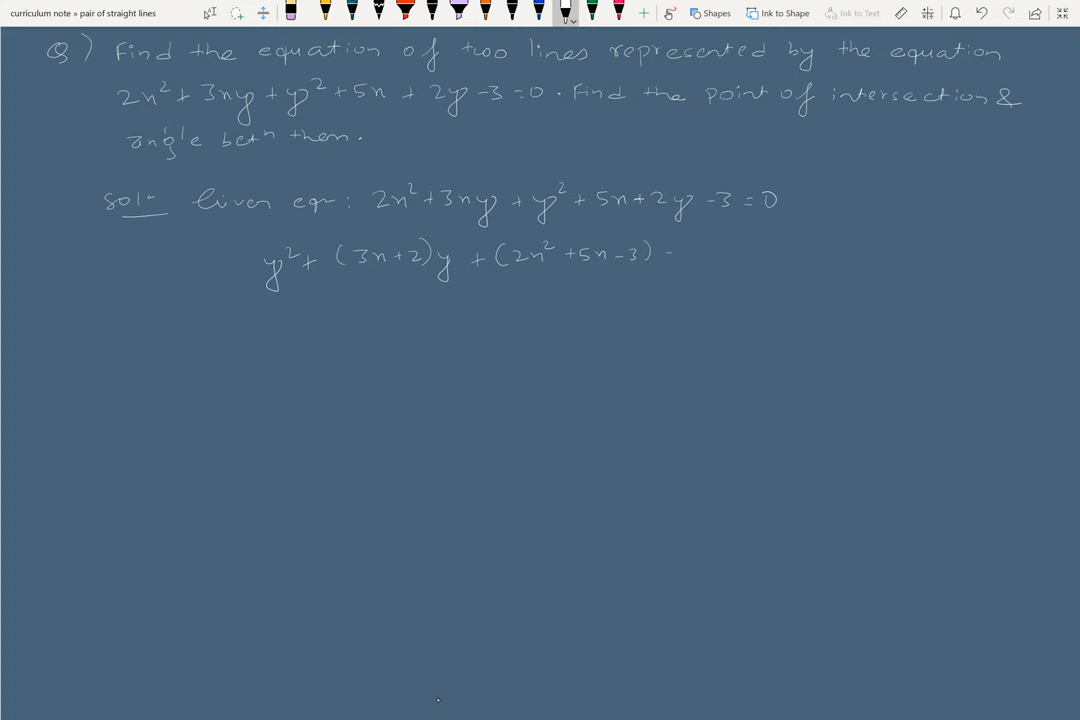 curriculum note » pair of straight lines
Shapes Ink to Shape Ink to Text
Q) Find the equation of two lines represented by the equation
2x² + 3xy + y² + 5x + 2y - 3 = 0. Find the point of intersection &
angle betn them.
Soln Given eqn: 2x² + 3xy + y² + 5x + 2y - 3 = 0
y² + (3x + 2)y + (2x² + 5x - 3) -